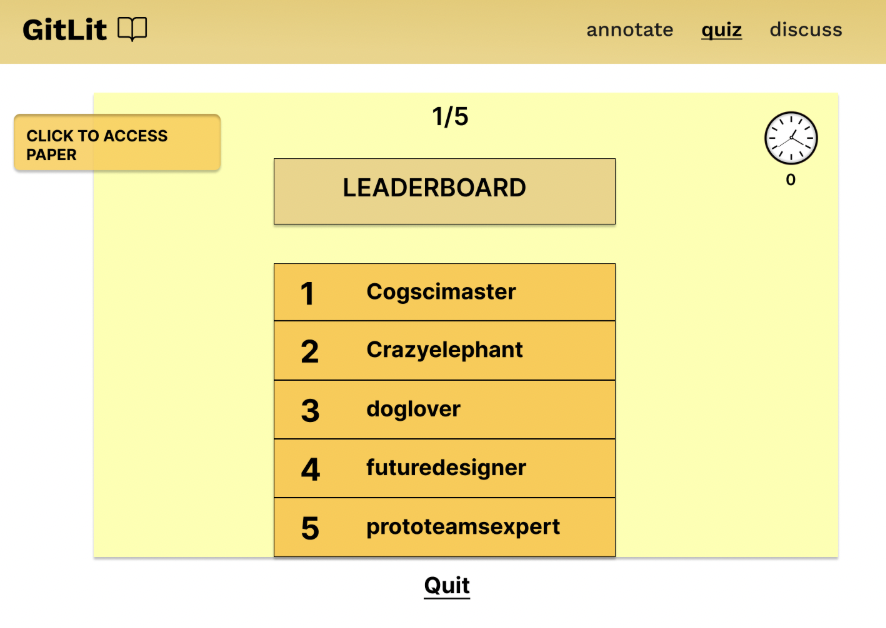 GitLit
annotate quiz discuss
1/5
CLICK TO ACCESS
PAPER
0
LEADERBOARD
1 Cogscimaster
2 Crazyelephant
3 doglover
4 futuredesigner
5 prototeamsexpert
Quit